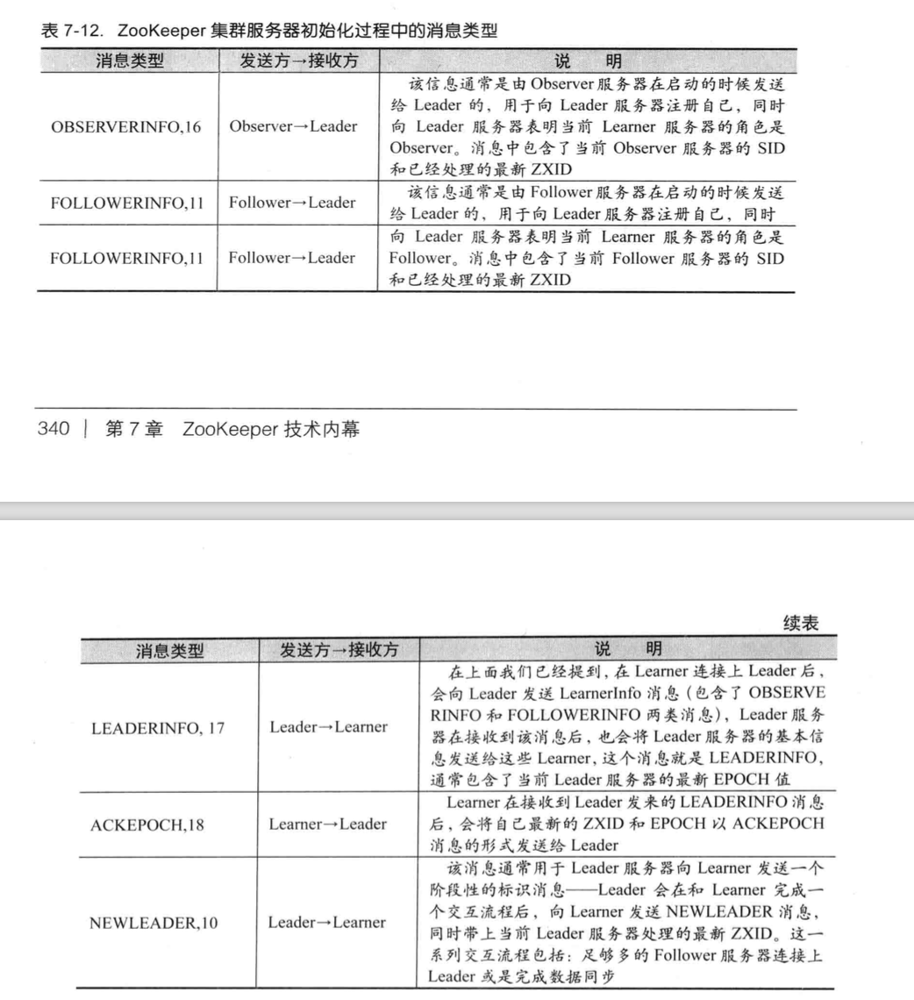 表 7-12. ZooKeeper 集群服务器初始化过程中的消息类型
消息类型 发送方→接收方 说 明
OBSERVERINFO,16 Observer→Leader
该信息通常是由 Observer 服务器在启动的时候发送
给 Leader 的，用于向 Leader 服务器注册自己，同时
向 Leader 服务器表明当前 Learner 服务器的角色是
Observer。消息中包含了当前 Observer 服务器的 SID
和已经处理的最新 ZXID
FOLLOWERINFO,11 Follower→Leader
该信息通常是由 Follower 服务器在启动的时候发送
给 Leader 的，用于向 Leader 服务器注册自己，同时
FOLLOWERINFO,11 Follower→Leader
向 Leader 服务器表明当前 Learner 服务器的角色是
Follower。消息中包含了当前 Follower 服务器的 SID
和已经处理的最新 ZXID
340 | 第 7 章 ZooKeeper 技术内幕
续表
消息类型 发送方→接收方 说 明
LEADERINFO, 17 Leader→Learner
在上面我们已经提到，在 Learner 连接上 Leader 后，
会向 Leader 发送 LearnerInfo 消息（包含了 OBSERVE
RINFO 和 FOLLOWERINFO 两类消息），Leader 服务
器在接收到该消息后，也会将 Leader 服务器的基本信
息发送给这些 Learner，这个消息就是 LEADERINFO，
通常包含了当前 Leader 服务器的最新 EPOCH 值
ACKEPOCH,18 Learner→Leader
Learner 在接收到 Leader 发来的 LEADERINFO 消息
后，会将自己最新的 ZXID 和 EPOCH 以 ACKEPOCH
消息的形式发送给 Leader
NEWLEADER,10 Leader→Learner
该消息通常用于 Leader 服务器向 Learner 发送一个
阶段性的标识消息——Leader 会在和 Learner 完成一
个交互流程后，向 Learner 发送 NEWLEADER 消息，
同时带上当前 Leader 服务器处理的最新 ZXID。这一
系列交互流程包括：足够多的 Follower 服务器连接上
Leader 或是完成数据同步